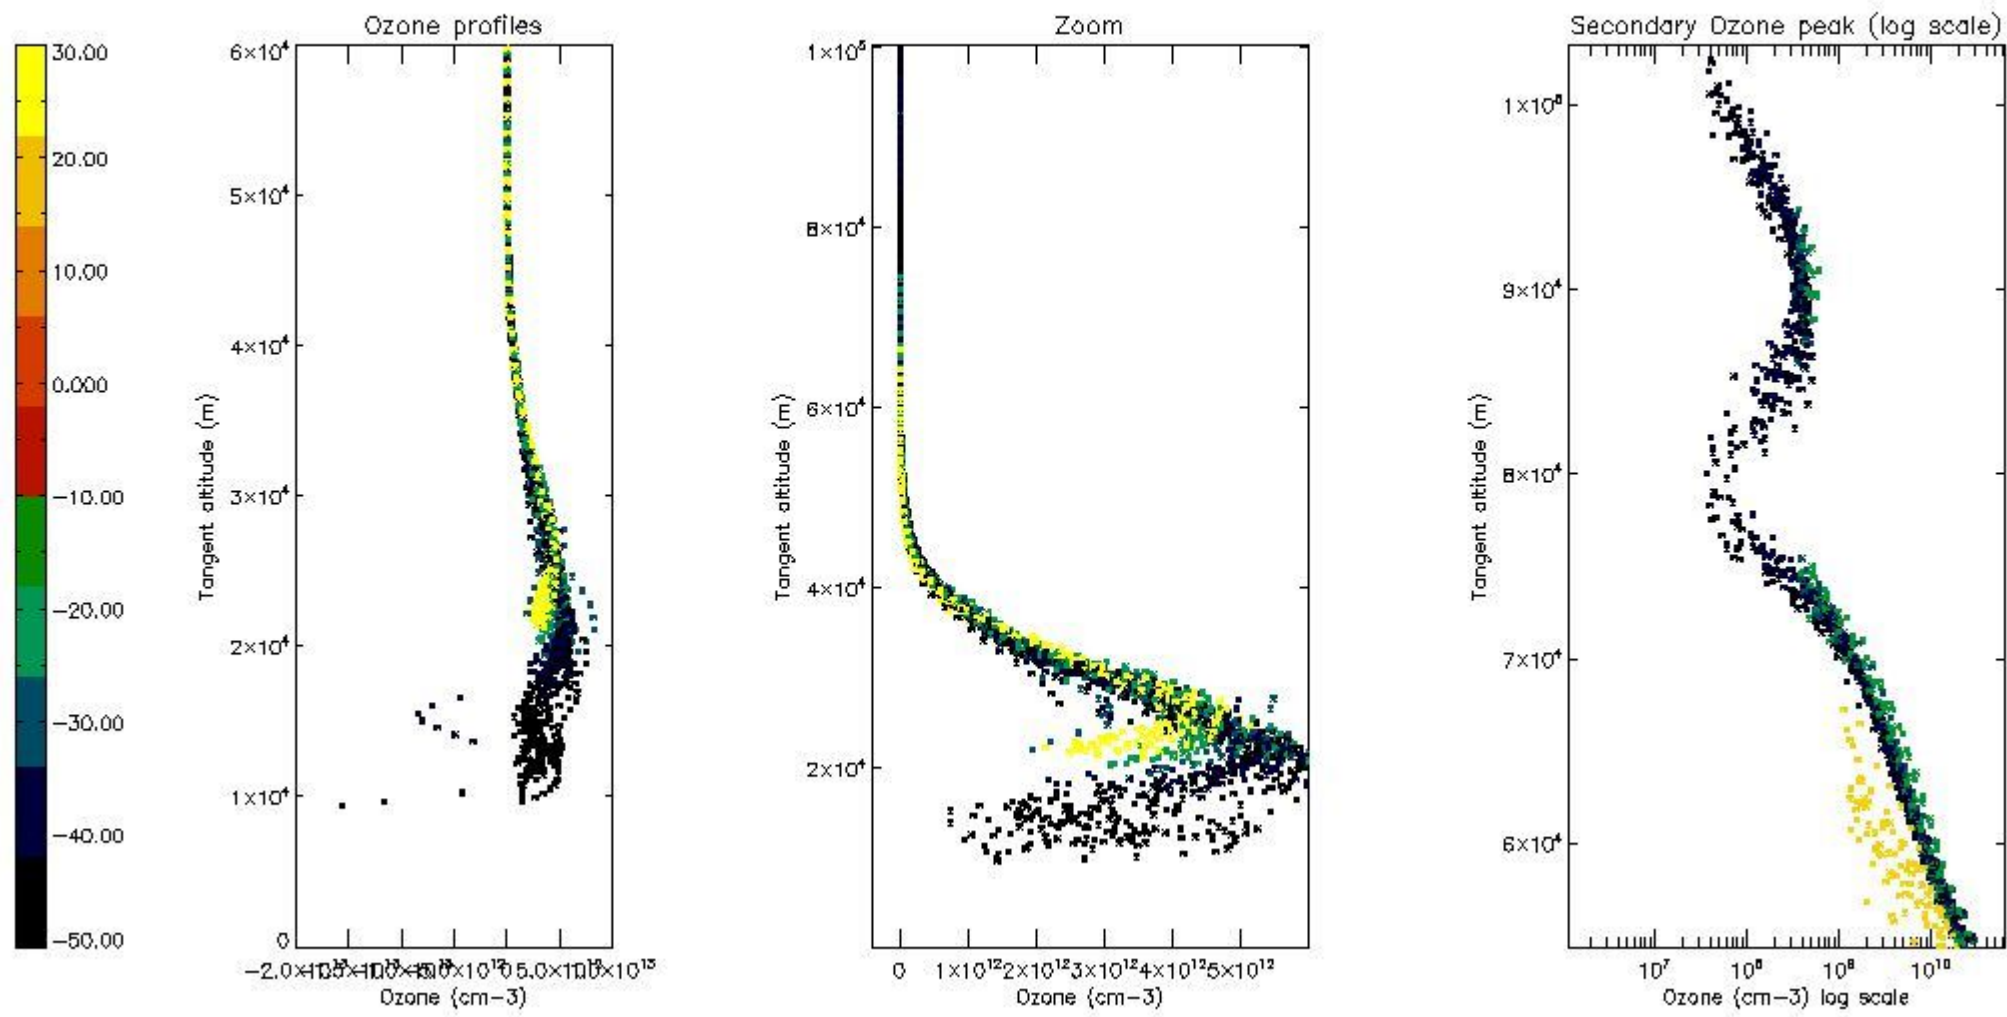 Ozone profiles
Zoom
Secondary Ozone peak (log scale)
30.00
20.00
10.00
0.000
−10.00
−20.00
−30.00
−40.00
−50.00
6×10⁴
5×10⁴
4×10⁴
3×10⁴
2×10⁴
1×10⁴
0
Tangent altitude (m)
Ozone (cm−3)
1×10⁵
8×10⁴
6×10⁴
4×10⁴
2×10⁴
Tangent altitude (m)
0 1×10¹² 2×10¹² 3×10¹² 4×10¹² 5×10¹²
Ozone (cm−3)
9×10⁴
8×10⁴
7×10⁴
6×10⁴
Tangent altitude (m)
10⁷ 10⁸ 10⁹ 10¹⁰
Ozone (cm−3) log scale